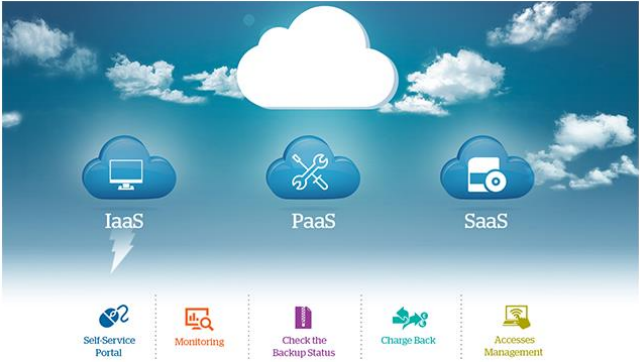 IaaS
PaaS
SaaS
Self-Service
Portal
Monitoring
Check the
Backup Status
Charge Back
Accesses
Management